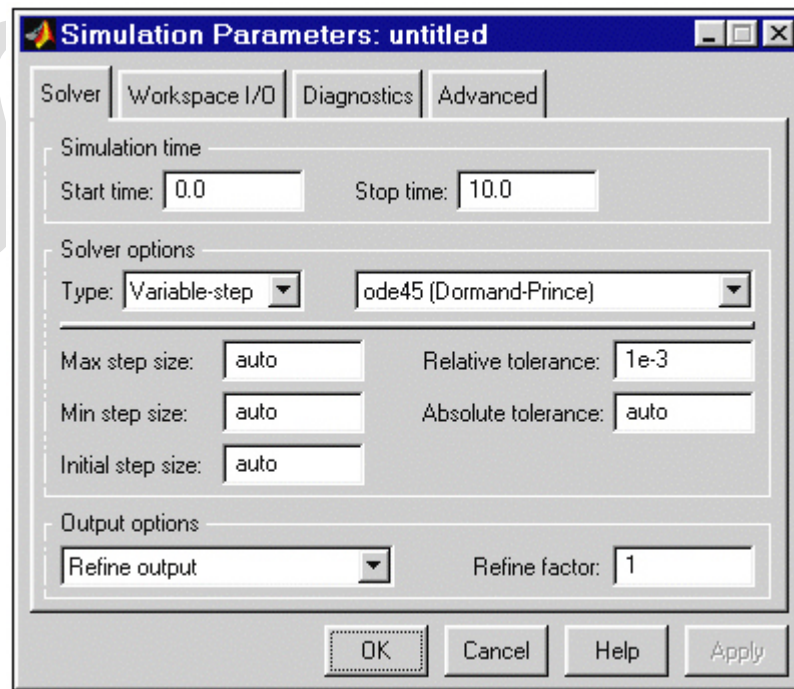 Simulation Parameters: untitled
Solver Workspace I/O Diagnostics Advanced
Simulation time
Start time: 0.0 Stop time: 10.0
Solver options
Type: Variable-step ode45 (Dormand-Prince)
Max step size: auto Relative tolerance: 1e-3
Min step size: auto Absolute tolerance: auto
Initial step size: auto
Output options
Refine output Refine factor: 1
OK Cancel Help Apply